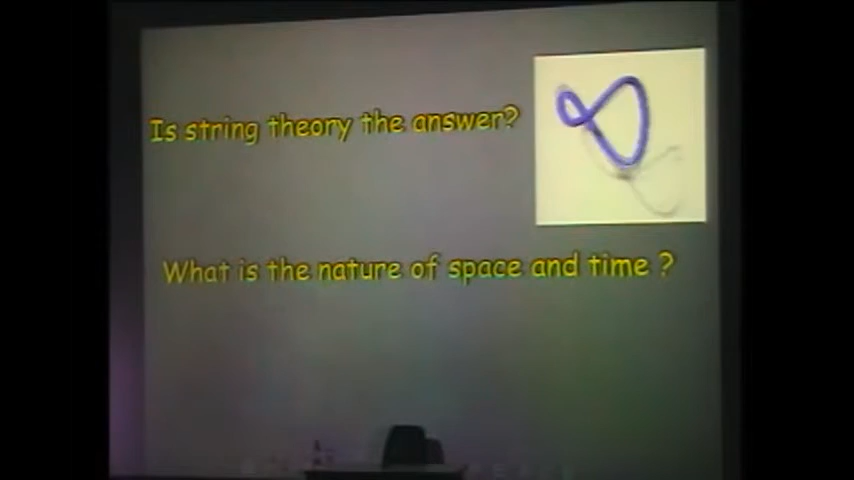 Is string theory the answer?
What is the nature of space and time ?